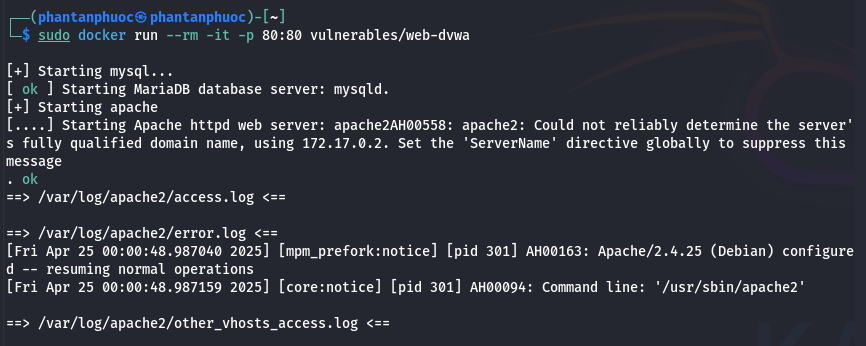 ┌──(phantanphuoc㉿phantanphuoc)-[~]
└─$ sudo docker run --rm -it -p 80:80 vulnerables/web-dvwa
[+] Starting mysql...
[ ok ] Starting MariaDB database server: mysqld.
[+] Starting apache
[....] Starting Apache httpd web server: apache2AH00558: apache2: Could not reliably determine the server'
s fully qualified domain name, using 172.17.0.2. Set the 'ServerName' directive globally to suppress this
message
. ok
==> /var/log/apache2/access.log <==
==> /var/log/apache2/error.log <==
[Fri Apr 25 00:00:48.987040 2025] [mpm_prefork:notice] [pid 301] AH00163: Apache/2.4.25 (Debian) configure
d -- resuming normal operations
[Fri Apr 25 00:00:48.987159 2025] [core:notice] [pid 301] AH00094: Command line: '/usr/sbin/apache2'
==> /var/log/apache2/other_vhosts_access.log <==